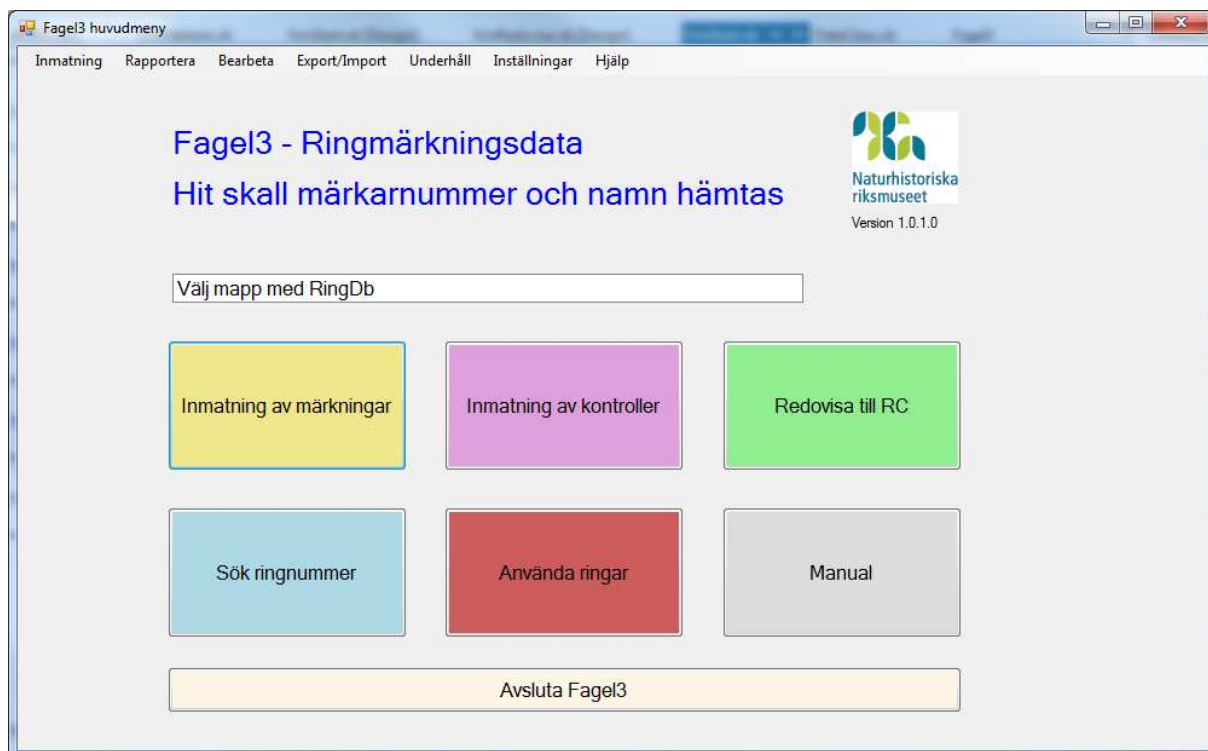 Fagel3 huvudmeny
Inmatning Rapportera Bearbeta Export/Import Underhåll Inställningar Hjälp
Fagel3 - Ringmärkningsdata
Hit skall märkarnummer och namn hämtas
Naturhistoriska
riksmuseet
Version 1.0.1.0
Välj mapp med RingDb
Inmatning av märkningar
Inmatning av kontroller
Redovisa till RC
Sök ringnummer
Använda ringar
Manual
Avsluta Fagel3